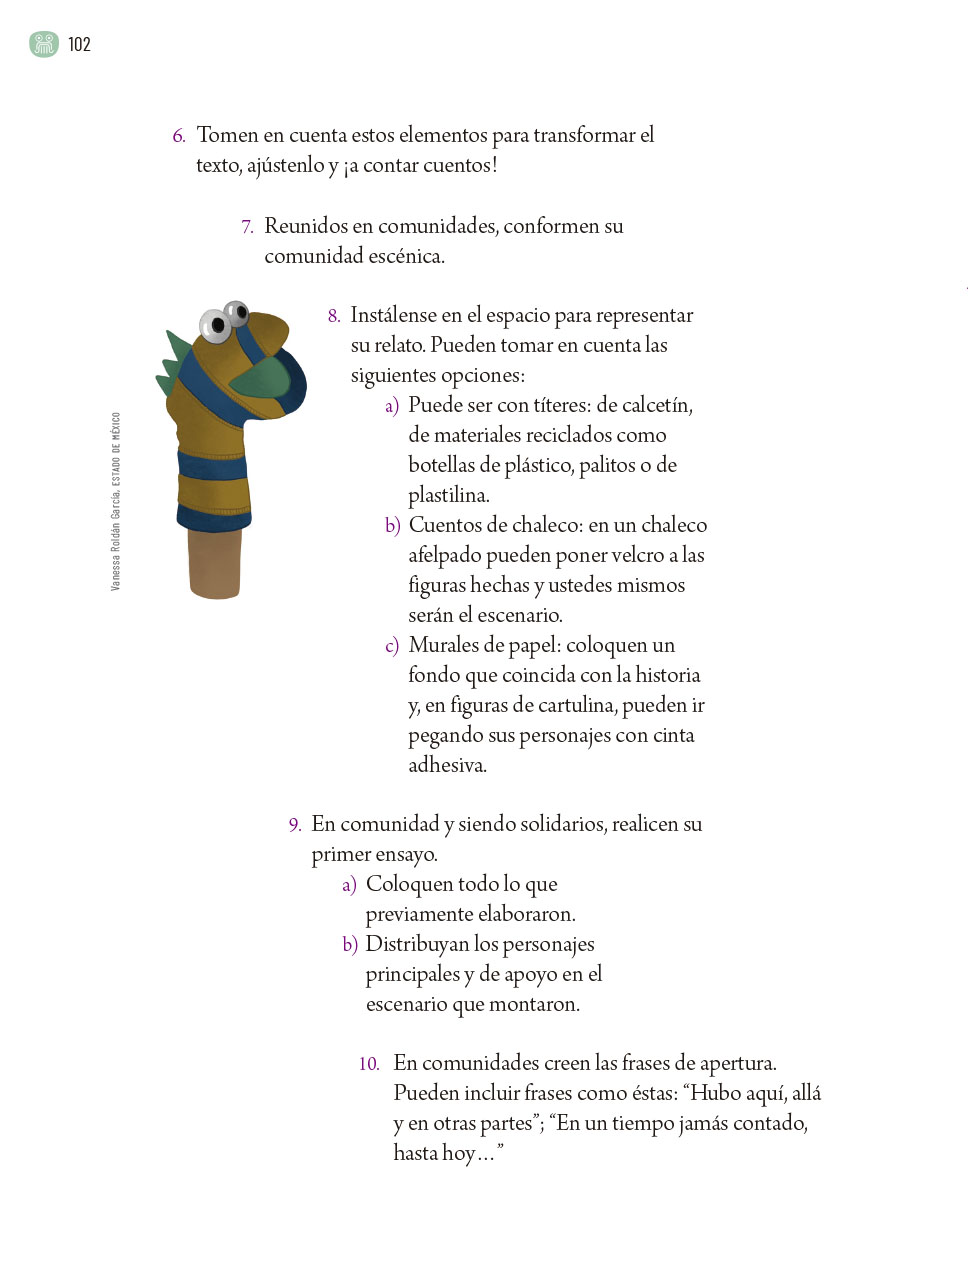 102
6. Tomen en cuenta estos elementos para transformar el
texto, ajústenlo y ¡a contar cuentos!
7. Reunidos en comunidades, conformen su
comunidad escénica.
8. Instálense en el espacio para representar
su relato. Pueden tomar en cuenta las
siguientes opciones:
a) Puede ser con títeres: de calcetín,
de materiales reciclados como
botellas de plástico, palitos o de
plastilina.
b) Cuentos de chaleco: en un chaleco
afelpado pueden poner velcro a las
figuras hechas y ustedes mismos
serán el escenario.
c) Murales de papel: coloquen un
fondo que coincida con la historia
y, en figuras de cartulina, pueden ir
pegando sus personajes con cinta
adhesiva.
Vanessa Roldán García, ESTADO DE MÉXICO
9. En comunidad y siendo solidarios, realicen su
primer ensayo.
a) Coloquen todo lo que
previamente elaboraron.
b) Distribuyan los personajes
principales y de apoyo en el
escenario que montaron.
10. En comunidades creen las frases de apertura.
Pueden incluir frases como éstas: “Hubo aquí, allá
y en otras partes”; “En un tiempo jamás contado,
hasta hoy…”